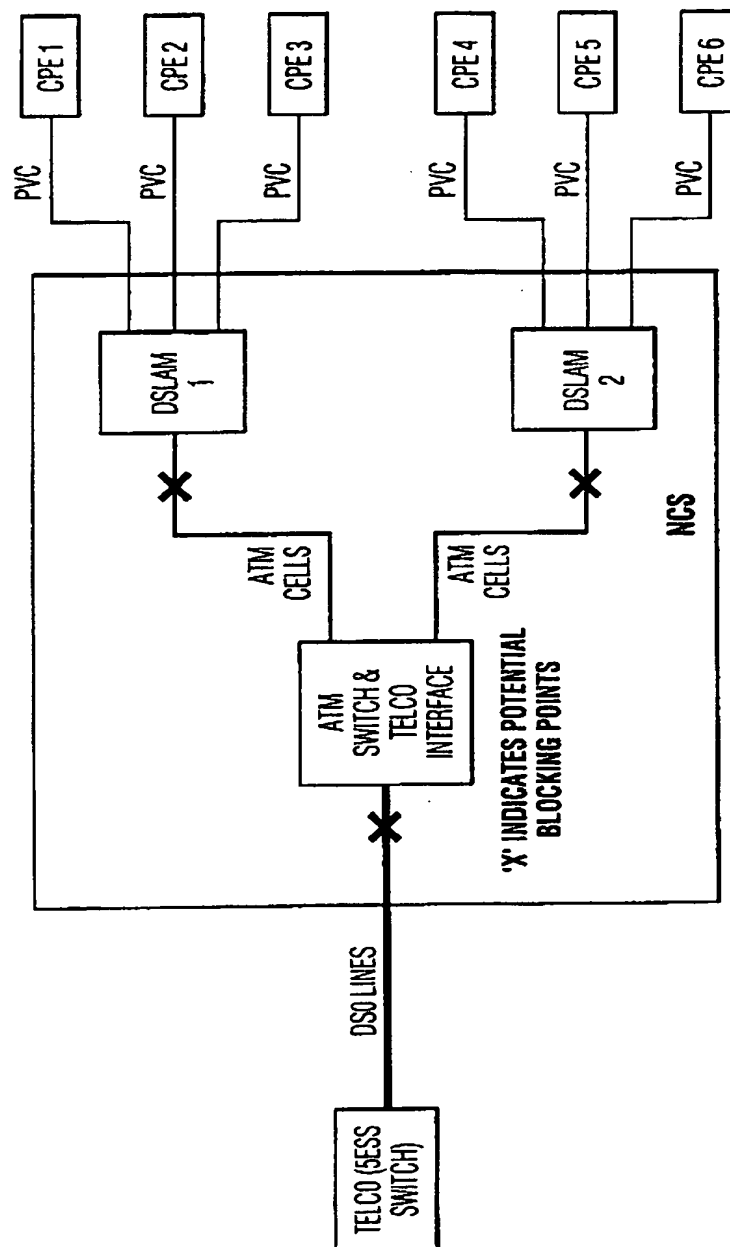 CPE 1
CPE 2
CPE 3
CPE 4
CPE 5
CPE 6
PVC
PVC
PVC
PVC
PVC
PVC
DSLAM
1
DSLAM
2
NCS
ATM
CELLS
ATM
CELLS
ATM
SWITCH &
TELCO
INTERFACE
'X' INDICATES POTENTIAL
BLOCKING POINTS
DS0 LINES
TELCO (5ESS
SWITCH)